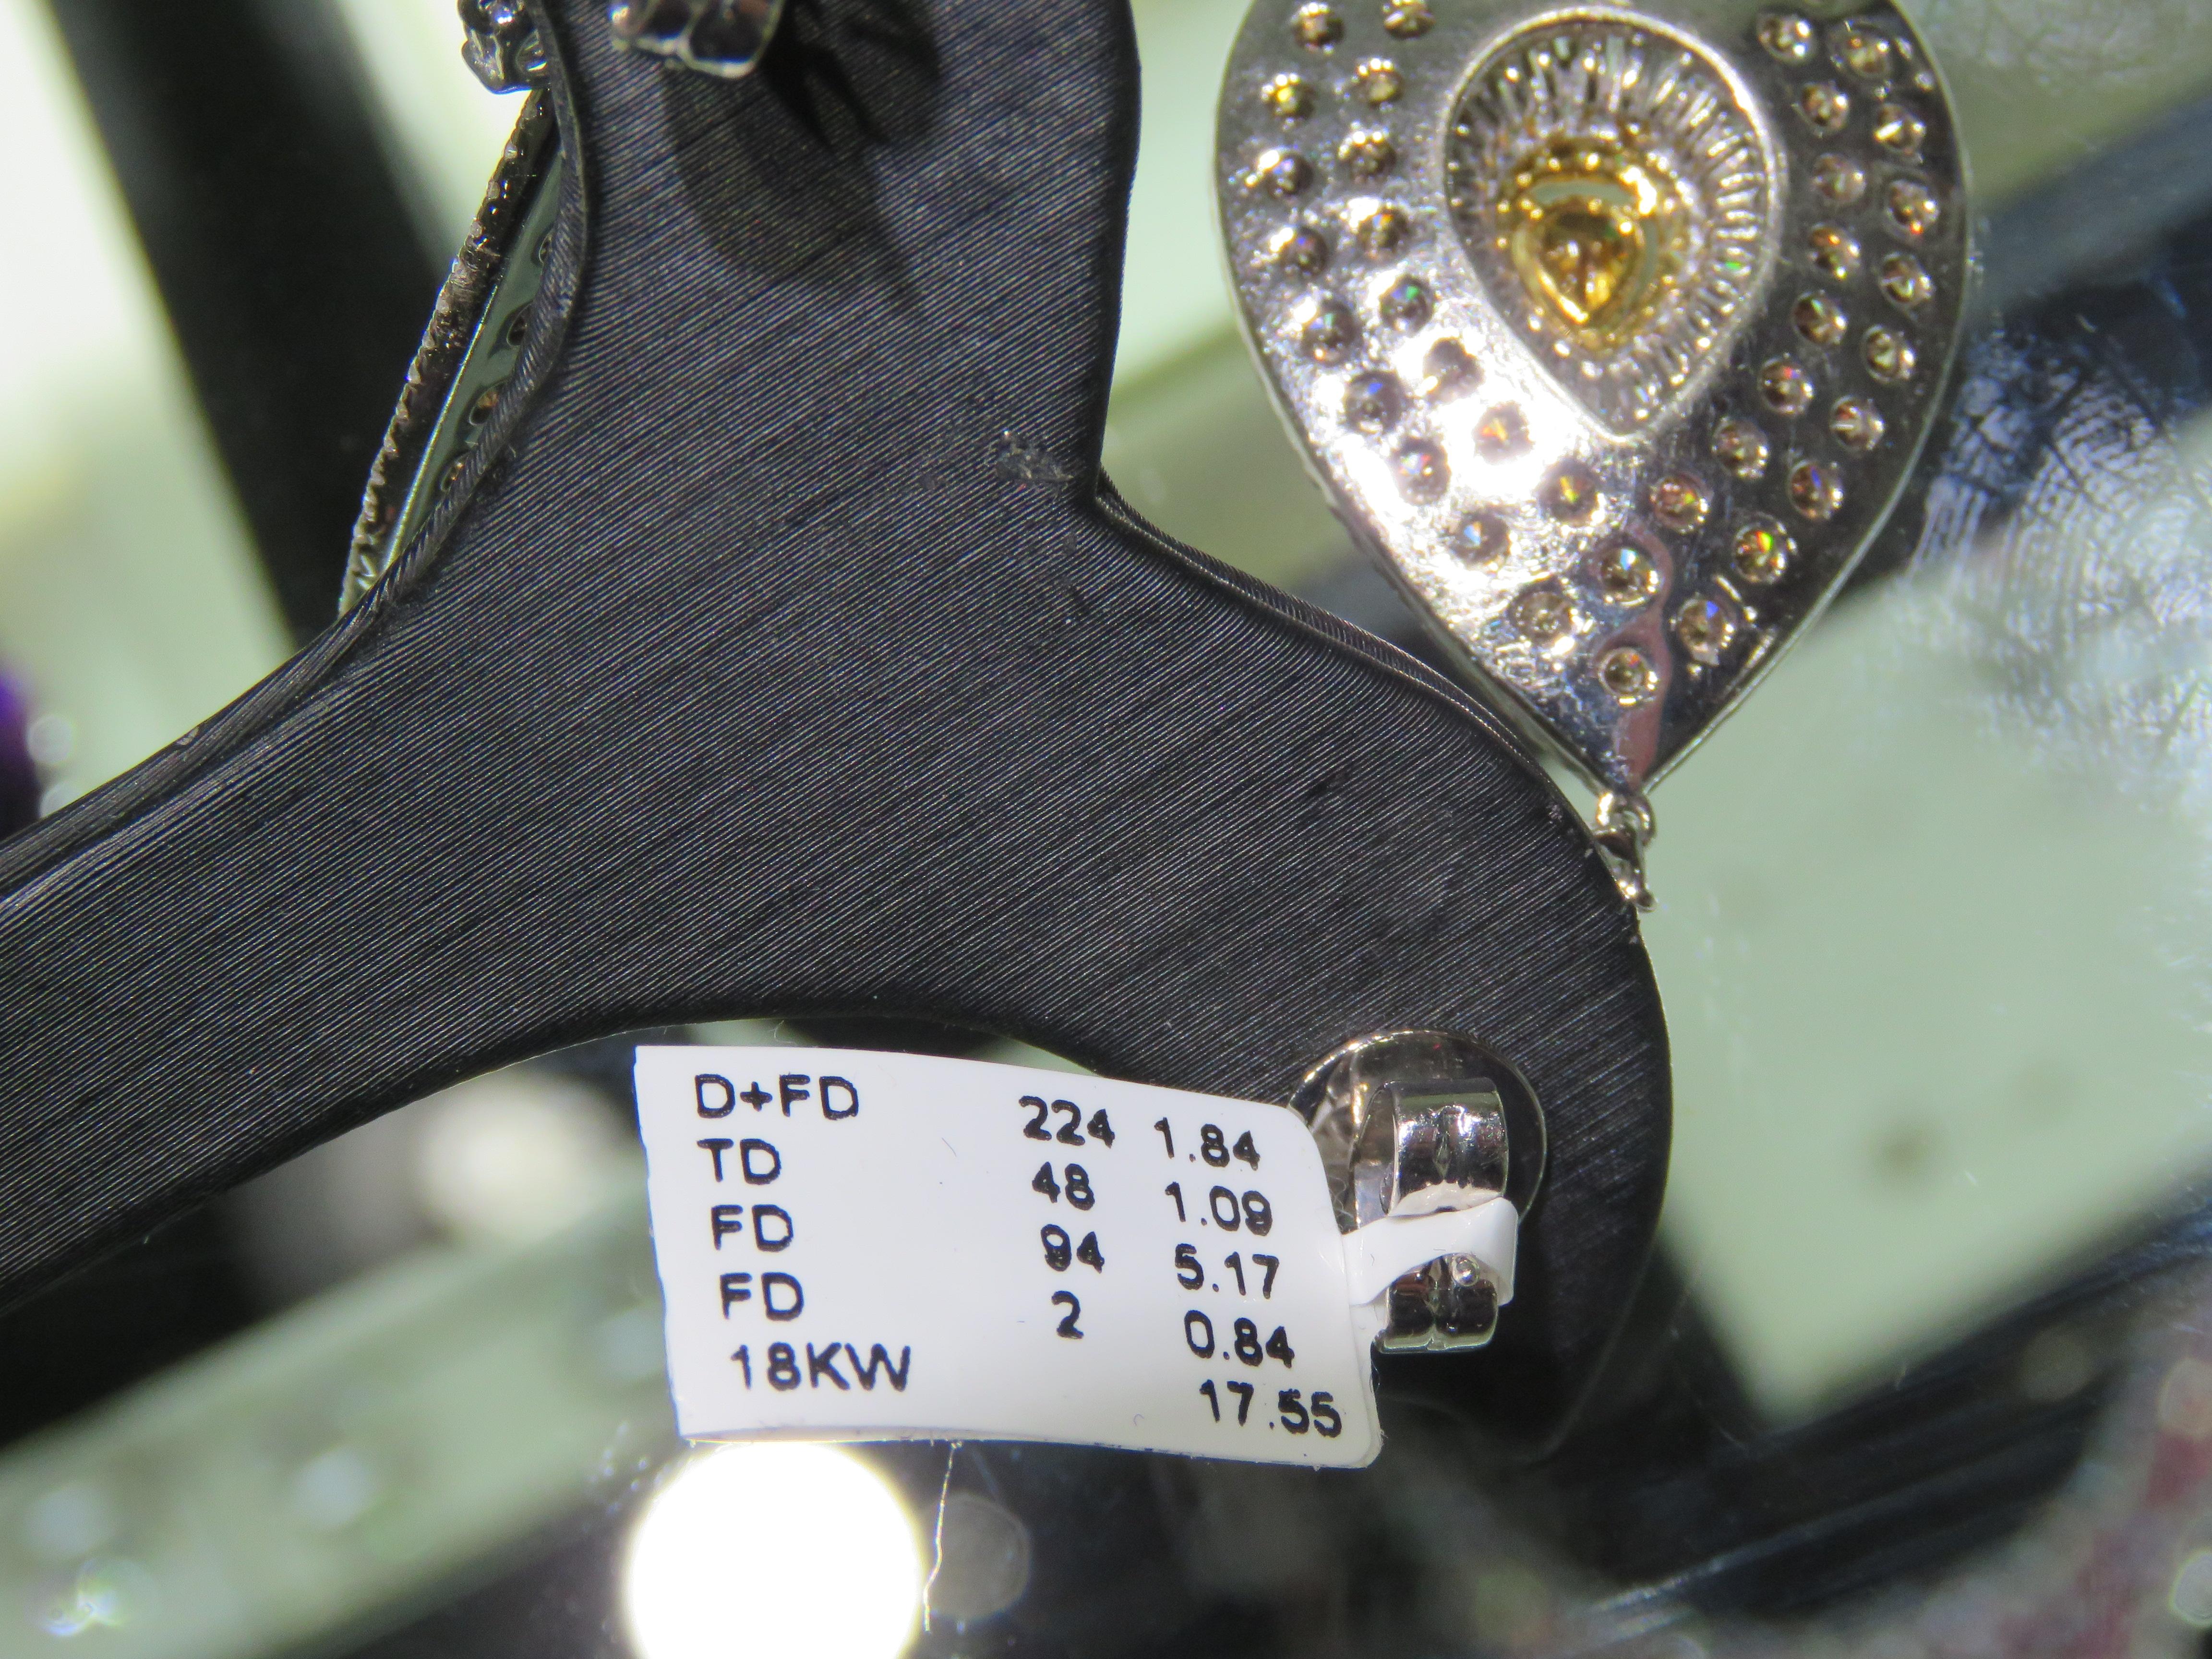 D+FD 224 1.84
TD 48 1.09
FD 94 5.17
FD 2 0.84
18KW 17.55